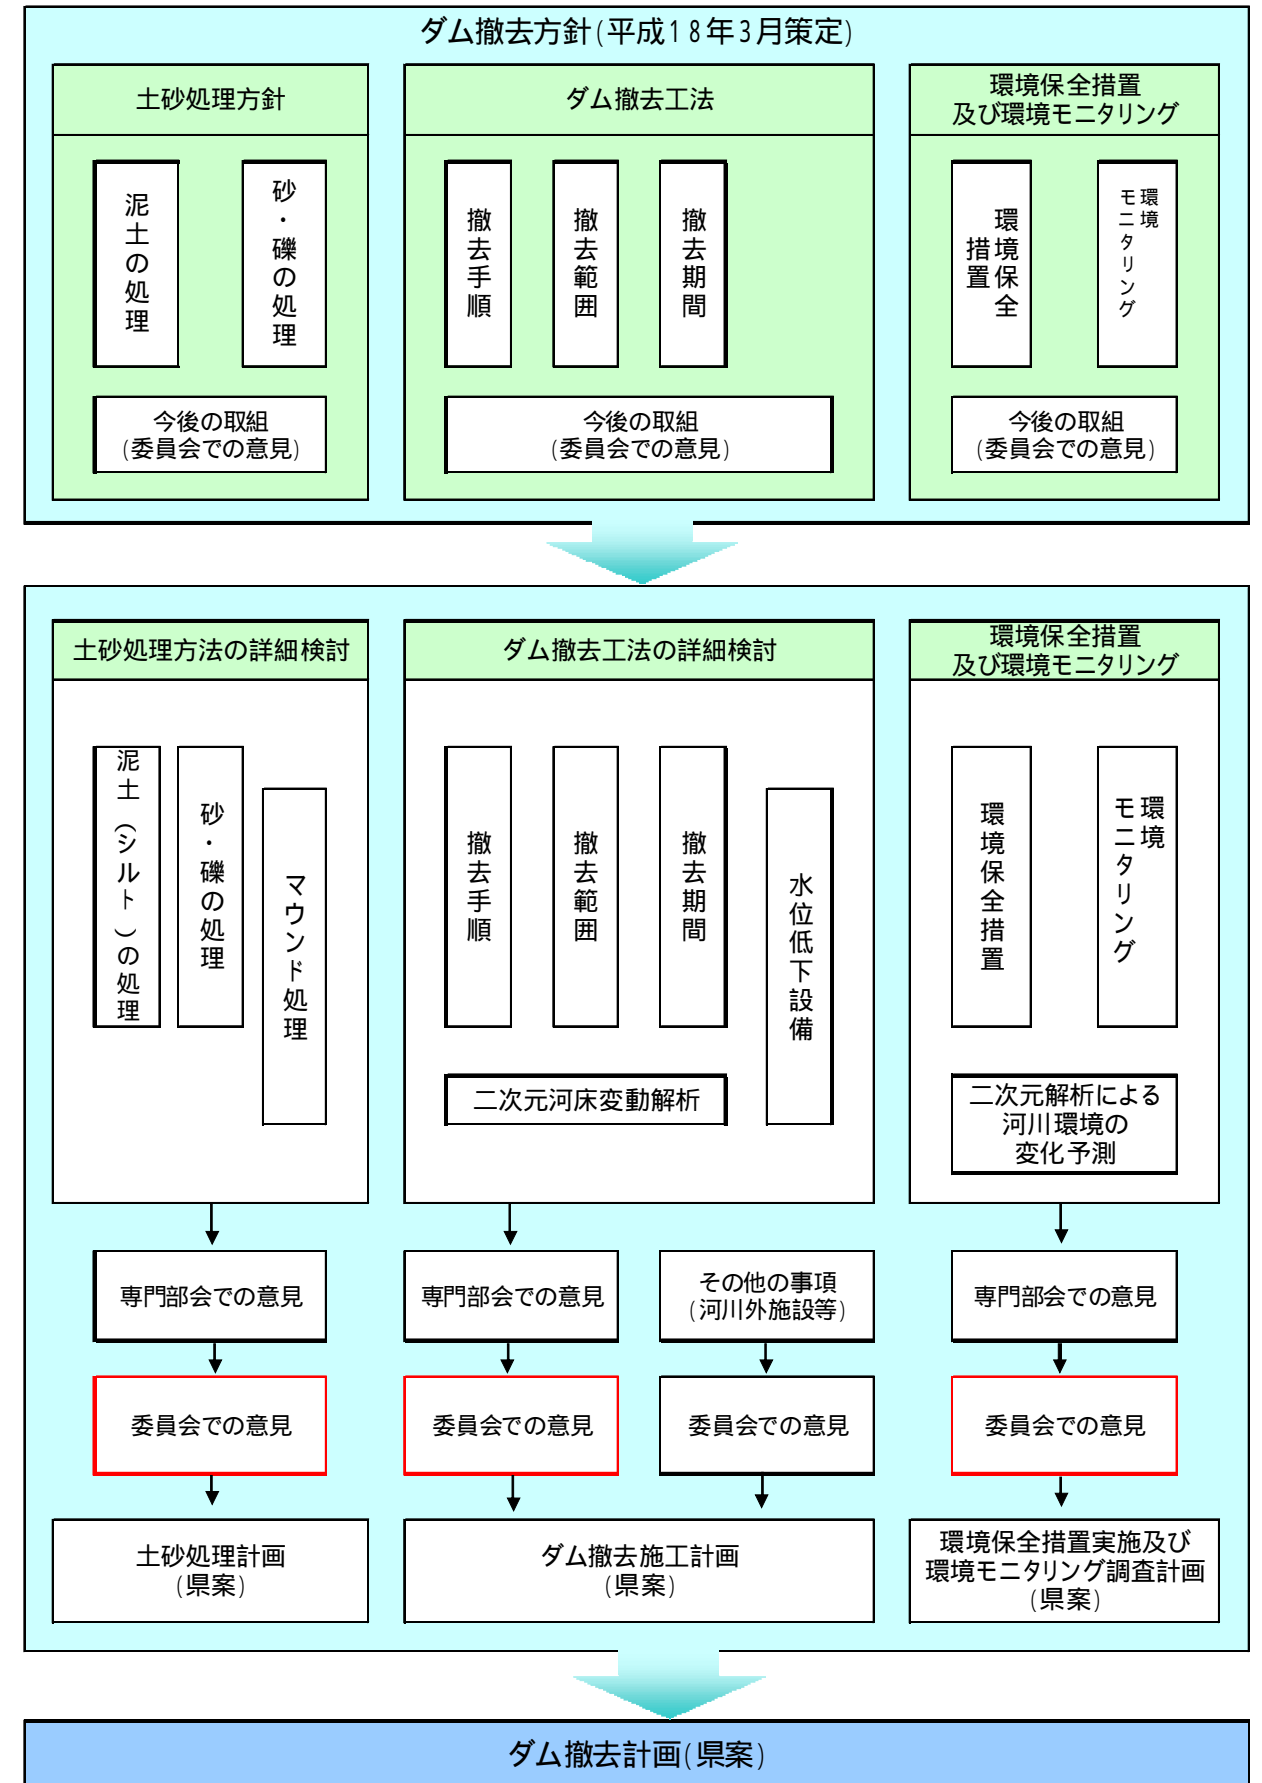 ダム撤去方針(平成18年3月策定)
土砂処理方針
泥土の処理
砂・礫の処理
今後の取組
(委員会での意見)
ダム撤去工法
撤去手順
撤去範囲
撤去期間
今後の取組
(委員会での意見)
環境保全措置
及び環境モニタリング
環境保全
措置
環境
モニタリング
今後の取組
(委員会での意見)
土砂処理方法の詳細検討
泥土(シルト)の処理
砂・礫の処理
マウンド処理
ダム撤去工法の詳細検討
撤去手順
撤去範囲
撤去期間
水位低下設備
二次元河床変動解析
環境保全措置
及び環境モニタリング
環境保全措置
環境
モニタリング
二次元解析による
河川環境の
変化予測
専門部会での意見
専門部会での意見
その他の事項
(河川外施設等)
専門部会での意見
委員会での意見
委員会での意見
委員会での意見
委員会での意見
土砂処理計画
(県案)
ダム撤去施工計画
(県案)
環境保全措置実施及び
環境モニタリング調査計画
(県案)
ダム撤去計画(県案)